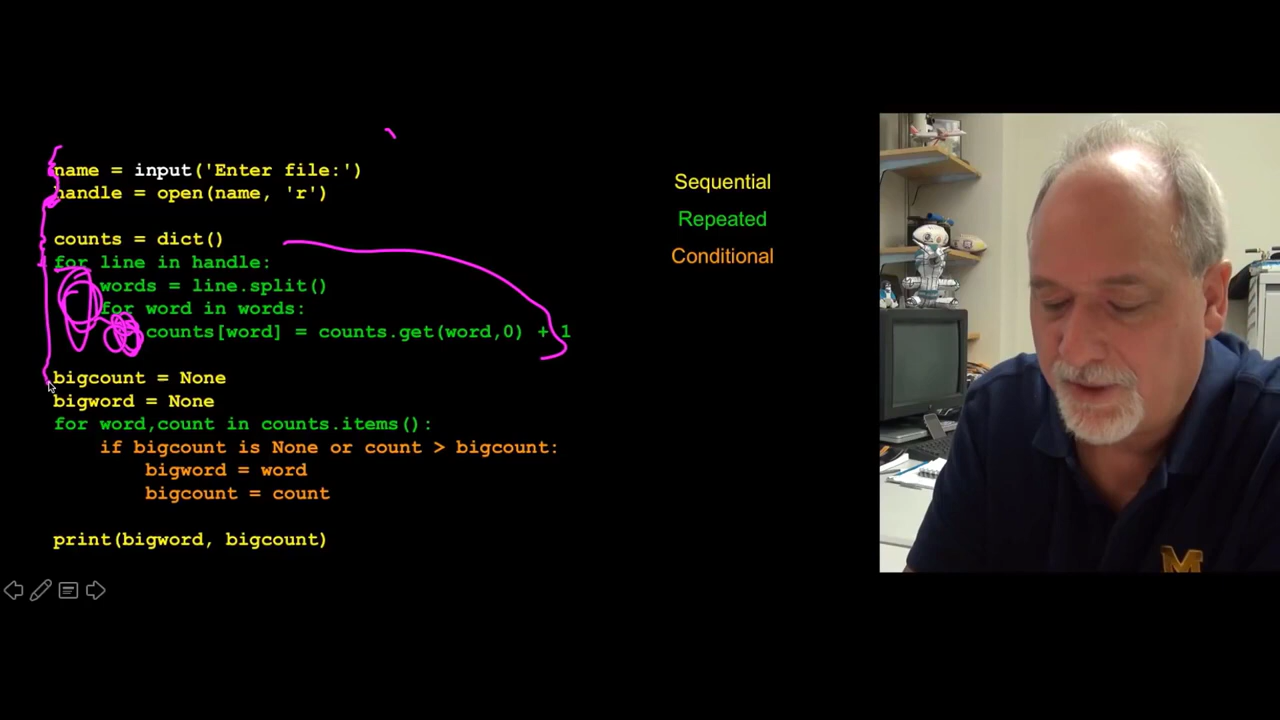 name = input('Enter file:')
handle = open(name, 'r')
counts = dict()
for line in handle:
words = line.split()
for word in words:
counts[word] = counts.get(word,0) + 1
bigcount = None
bigword = None
for word,count in counts.items():
if bigcount is None or count > bigcount:
bigword = word
bigcount = count
print(bigword, bigcount)
Sequential
Repeated
Conditional
M